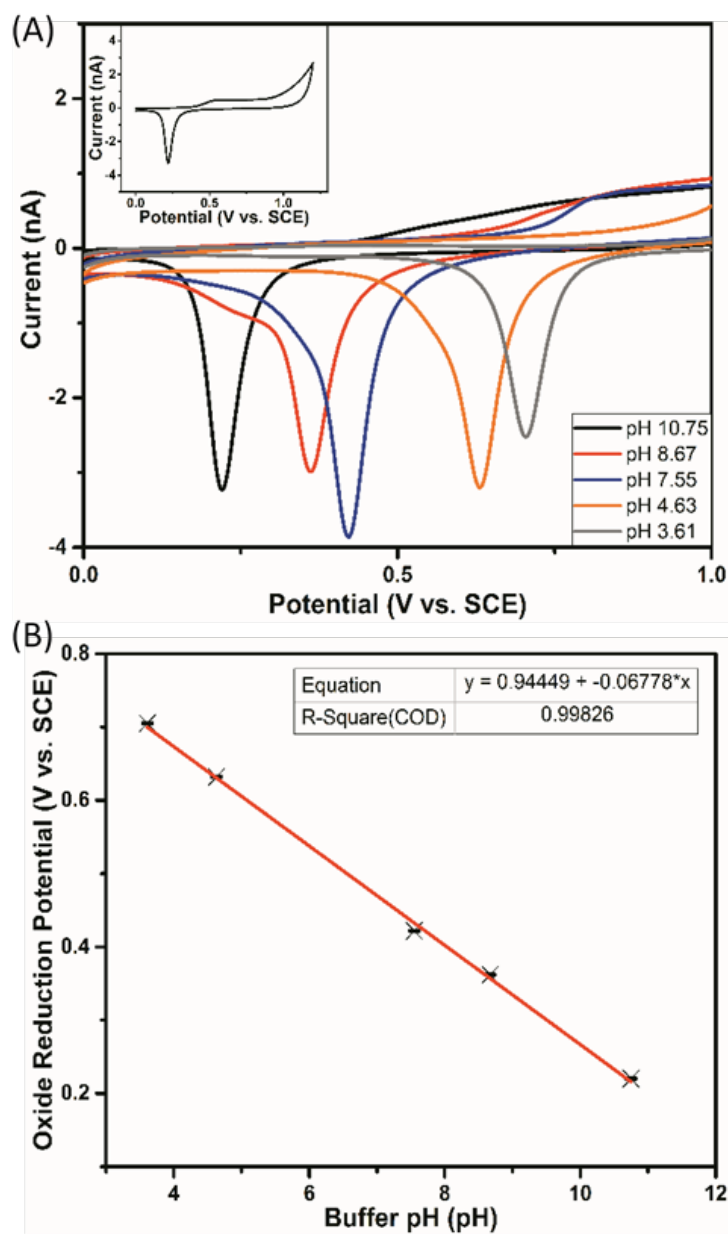 (A)
4
2
0
-2
-4
Current (nA)
0.0
0.5
1.0
Potential (V vs. SCE)
2
0
-2
-4
Current (nA)
pH 10.75
pH 8.67
pH 7.55
pH 4.63
pH 3.61
0.0
0.5
1.0
Potential (V vs. SCE)
(B)
0.8
0.6
0.4
0.2
Oxide Reduction Potential (V vs. SCE)
Equation y = 0.94449 + -0.06778*x
R-Square(COD) 0.99826
4
6
8
10
12
Buffer pH (pH)